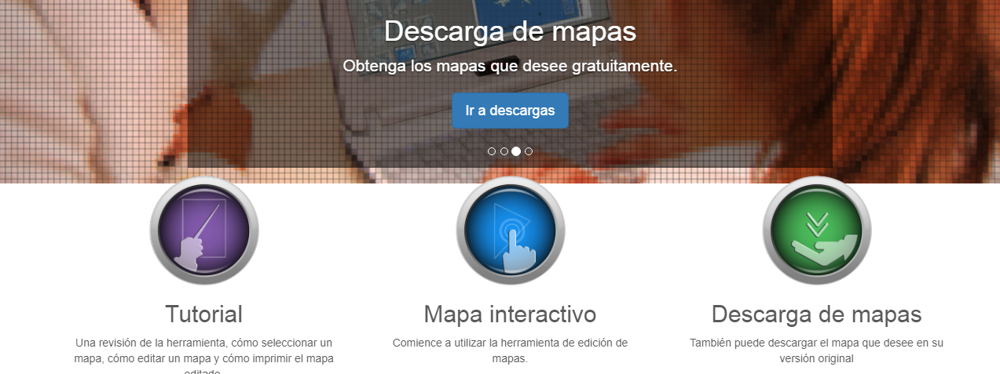 Descarga de mapas
Obtenga los mapas que desee gratuitamente.
Ir a descargas
Tutorial
Una revisión de la herramienta, cómo seleccionar un
mapa, cómo editar un mapa y cómo imprimir el mapa
editado
Mapa interactivo
Comience a utilizar la herramienta de edición de
mapas.
Descarga de mapas
También puede descargar el mapa que desee en su
versión original